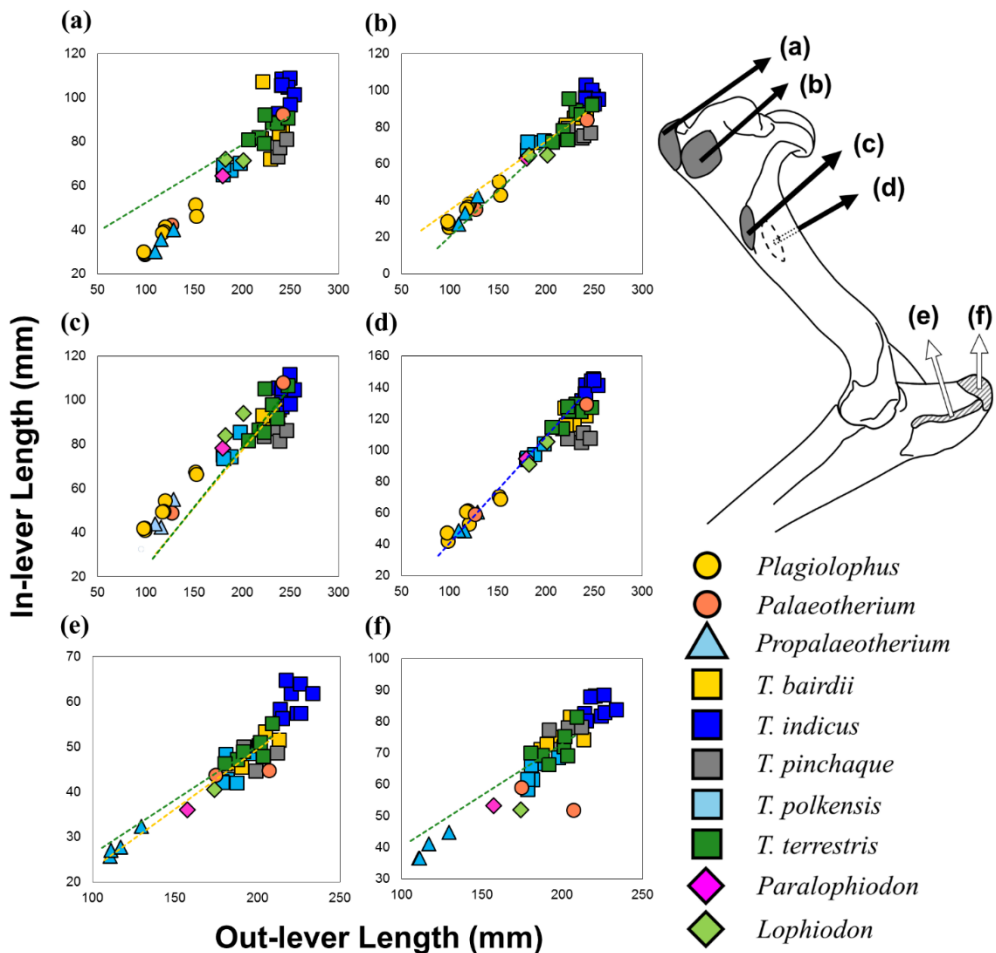 (a)
120
100
80
60
40
20
50 100 150 200 250 300
(b)
120
100
80
60
40
20
0
50 100 150 200 250 300
(c)
120
100
80
60
40
20
50 100 150 200 250 300
(d)
160
140
120
100
80
60
40
20
50 100 150 200 250 300
(e)
70
60
50
40
30
20
100 150 200 250
(f)
100
90
80
70
60
50
40
30
100 150 200 250
In-lever Length (mm)
Out-lever Length (mm)
(a)
(b)
(c)
(d)
(e)
(f)
Plagiolophus
Palaeotherium
Propalaeotherium
T. bairdii
T. indicus
T. pinchaque
T. polkensis
T. terrestris
Paralophiodon
Lophiodon